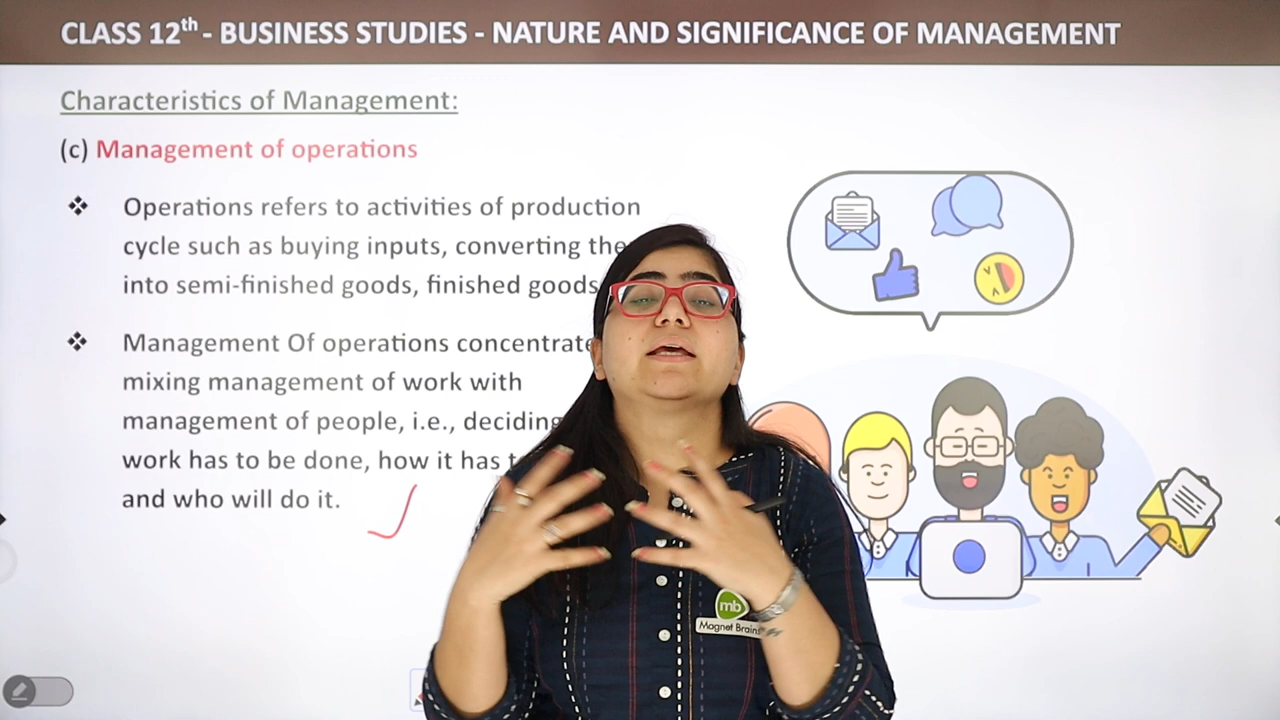 CLASS 12th - BUSINESS STUDIES - NATURE AND SIGNIFICANCE OF MANAGEMENT
Characteristics of Management:
(c) Management of operations
❖ Operations refers to activities of production
cycle such as buying inputs, converting
into semi-finished goods, finished goods
❖ Management Of operations
mixing management of work with
management of people, i.e., deciding
work has to be done, how it has
and who will do it.
mb
Magnet Brains